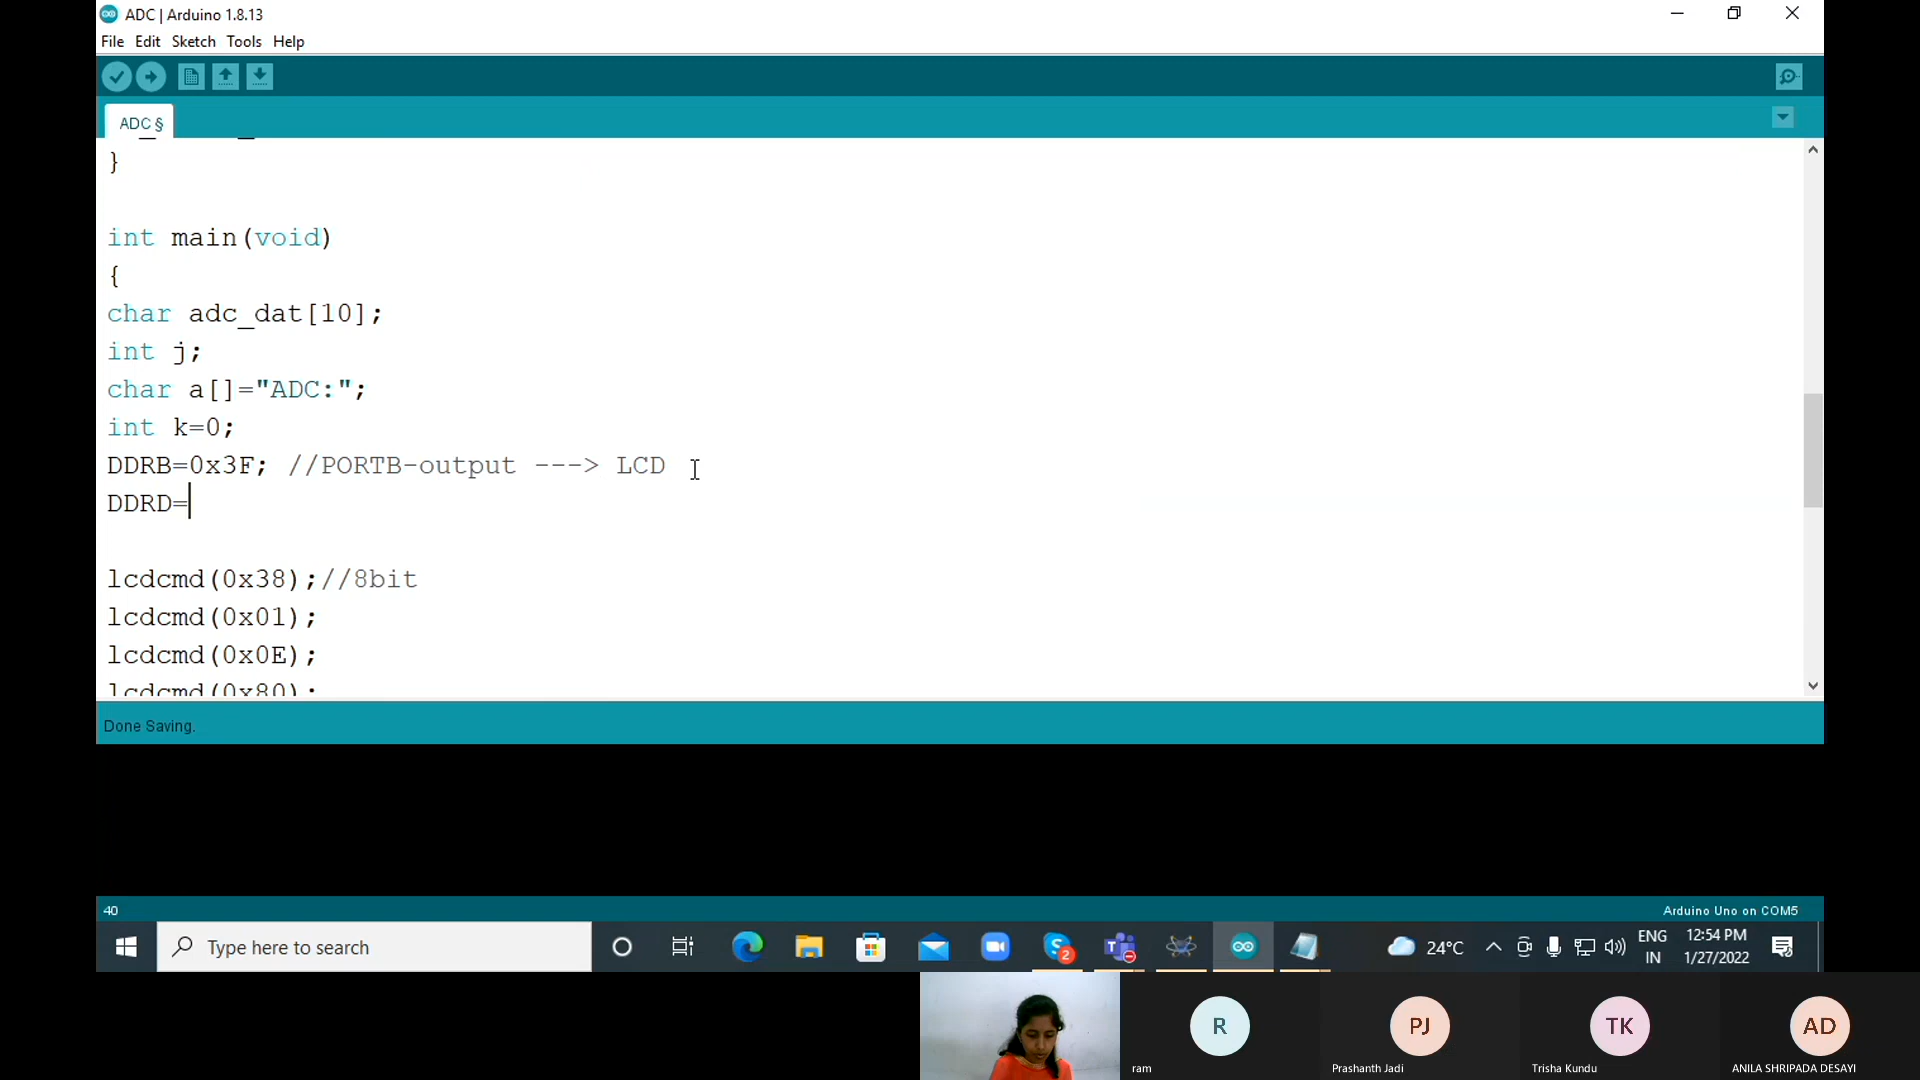 ADC | Arduino 1.8.13
File Edit Sketch Tools Help
ADC §
}
int main(void)
{
char adc_dat[10];
int j;
char a[]="ADC:";
int k=0;
DDRB=0x3F; //PORTB-output ---> LCD
DDRD=
lcdcmd(0x38);//8bit
lcdcmd(0x01);
lcdcmd(0x0E);
lcdcmd(0x80);
Done Saving.
40
Arduino Uno on COM5
Type here to search
2
24°C
ENG
IN
12:54 PM
1/27/2022
R
PJ
TK
AD
ram
Prashanth Jadi
Trisha Kundu
ANILA SHRIPADA DESAYI